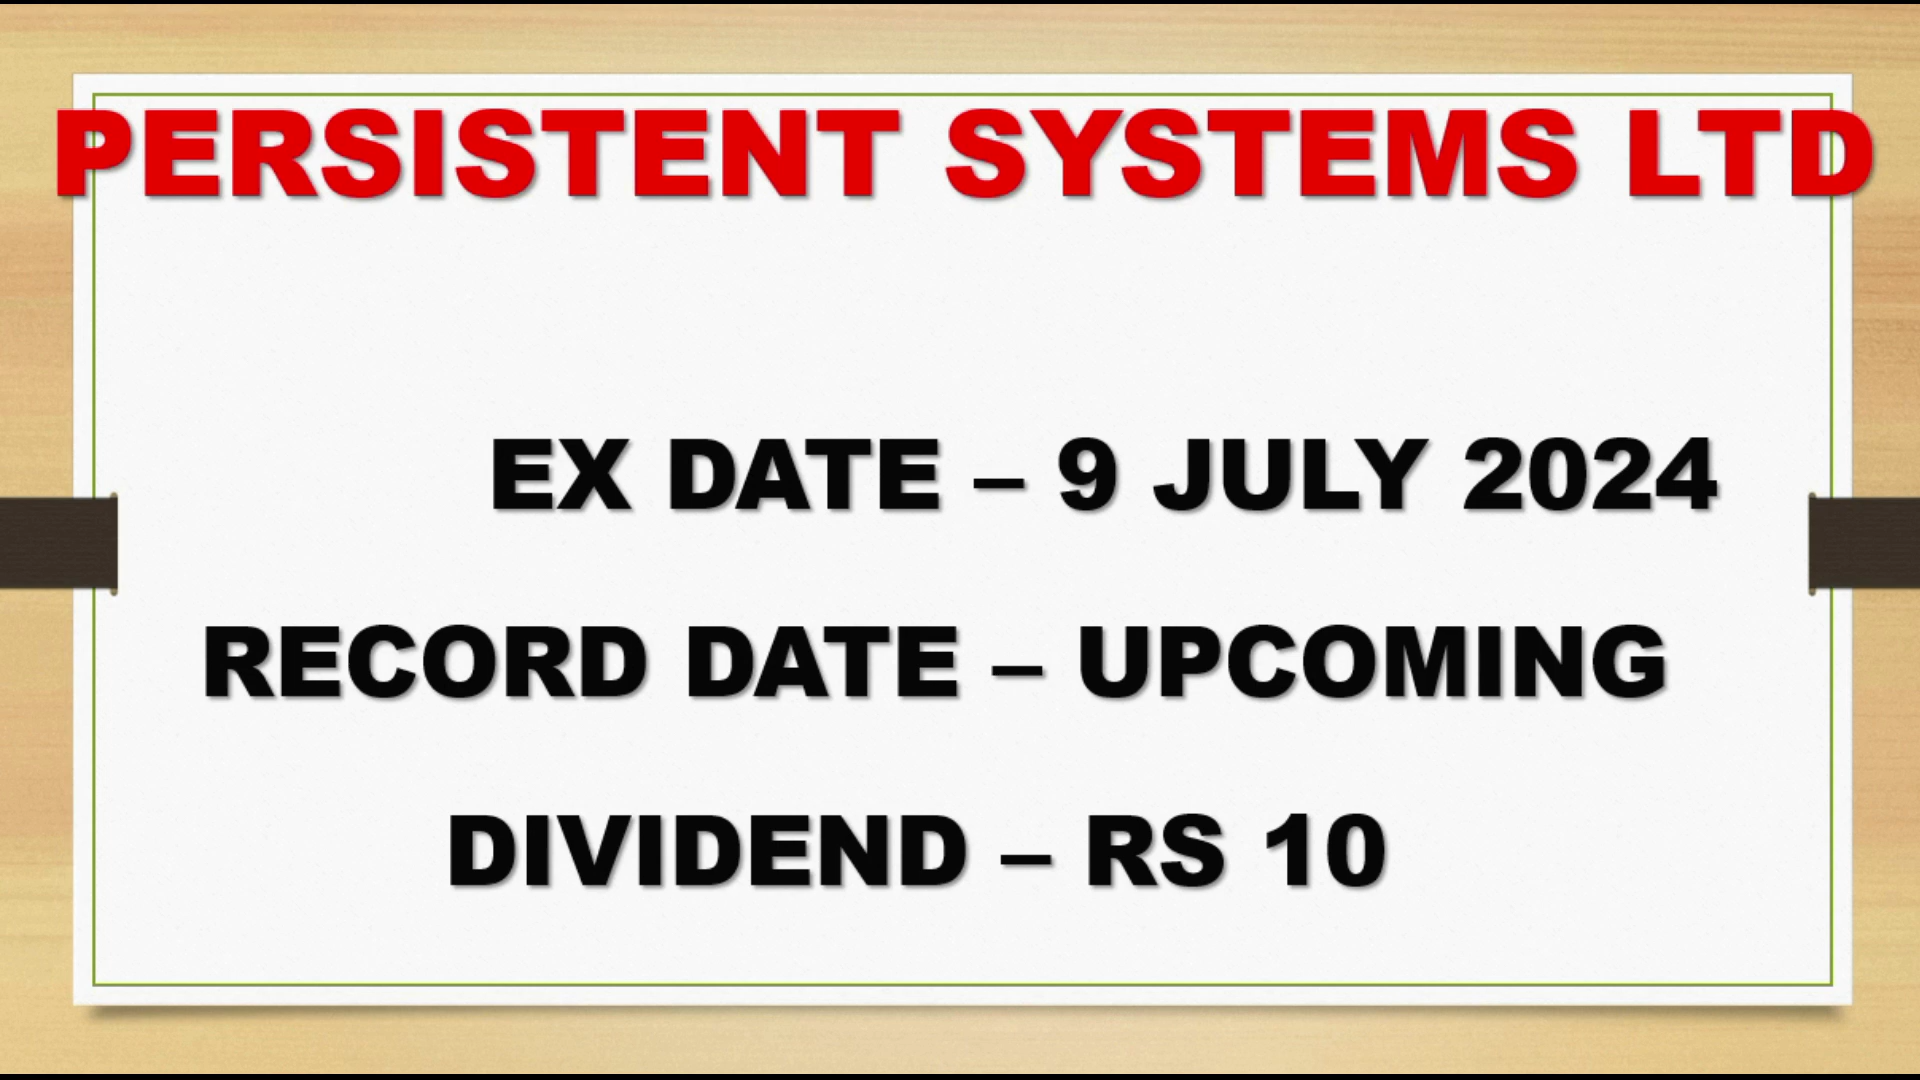 PERSISTENT SYSTEMS LTD
EX DATE – 9 JULY 2024
RECORD DATE – UPCOMING
DIVIDEND – RS 10